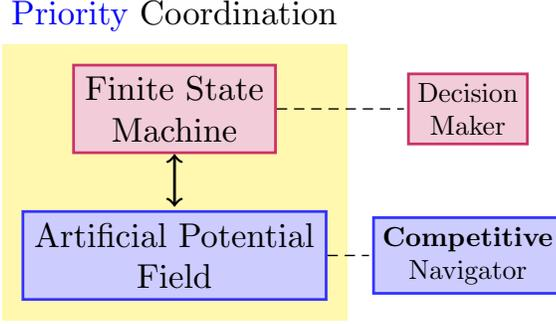 Priority Coordination
Finite State
Machine
Decision
Maker
Artificial Potential
Field
Competitive
Navigator